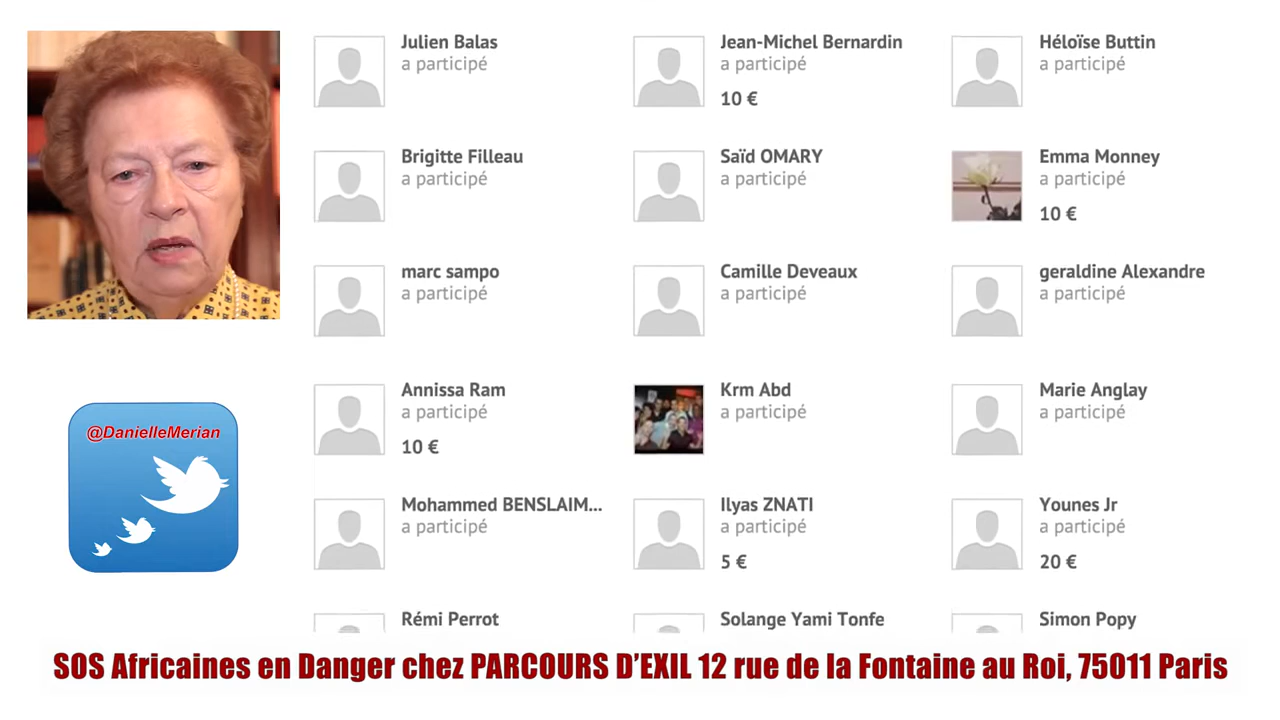 Julien Balas
a participé
Jean-Michel Bernardin
a participé
10 €
Héloïse Buttin
a participé
Brigitte Filleau
a participé
Saïd OMARY
a participé
Emma Monney
a participé
10 €
marc sampo
a participé
Camille Deveaux
a participé
geraldine Alexandre
a participé
Annissa Ram
a participé
10 €
Krm Abd
a participé
Marie Anglay
a participé
Mohammed BENSLAIM...
a participé
Ilyas ZNATI
a participé
5 €
Younes Jr
a participé
20 €
Rémi Perrot
Solange Yami Tonfe
Simon Popy
@DanielleMerian
SOS Africaines en Danger chez PARCOURS D'EXIL 12 rue de la Fontaine au Roi, 75011 Paris